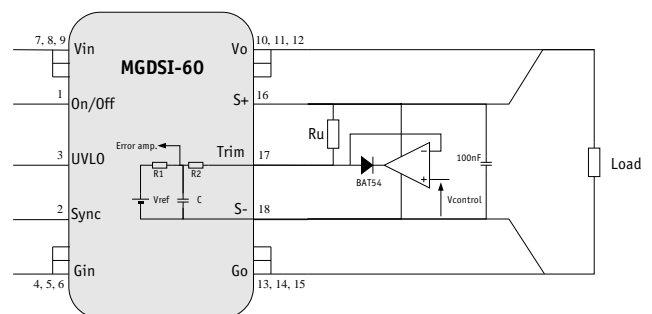 7, 8, 9
Vin
MGDSI-60
Vo
10, 11, 12
1
On/Off
S+
16
Error amp.
Ru
3
UVLO
R1
R2
Trim
17
BAT54
-
+
100nF
Load
Vref
C
Vcontrol
2
Sync
S-
18
Gin
4, 5, 6
Go
13, 14, 15